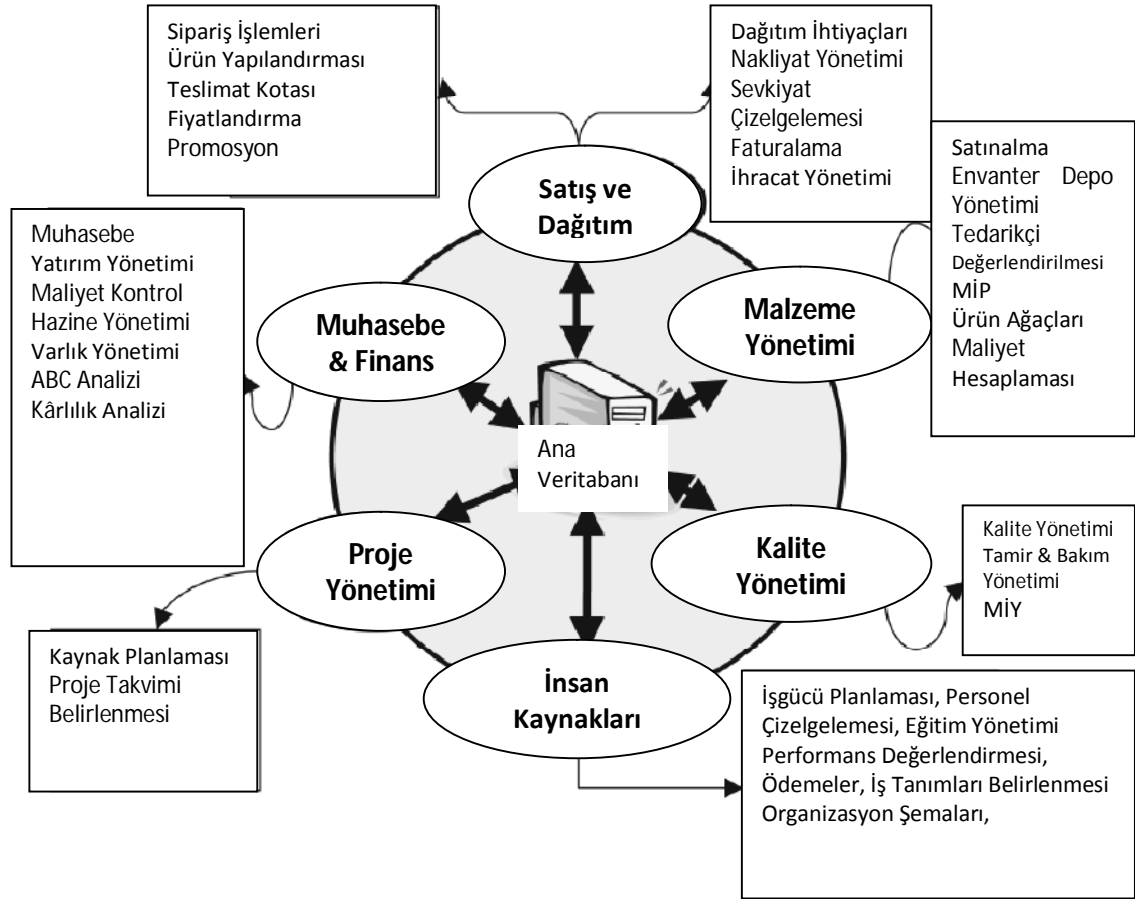 Sipariş İşlemleri
Ürün Yapılandırması
Teslimat Kotası
Fiyatlandırma
Promosyon
Dağıtım İhtiyaçları
Nakliyat Yönetimi
Sevkiyat
Çizelgelemesi
Faturalama
İhracat Yönetimi
Satınalma
Envanter Depo
Yönetimi
Tedarikçi
Değerlendirilmesi
MİP
Ürün Ağaçları
Maliyet
Hesaplaması
Satış ve
Dağıtım
Muhasebe
Yatırım Yönetimi
Maliyet Kontrol
Hazine Yönetimi
Varlık Yönetimi
ABC Analizi
Kârlılık Analizi
Muhasebe
& Finans
Malzeme
Yönetimi
Ana
Veritabanı
Proje
Yönetimi
Kalite
Yönetimi
Kalite Yönetimi
Tamir & Bakım
Yönetimi
MİY
Kaynak Planlaması
Proje Takvimi
Belirlenmesi
İnsan
Kaynakları
İşgücü Planlaması, Personel
Çizelgelemesi, Eğitim Yönetimi
Performans Değerlendirmesi,
Ödemeler, İş Tanımları Belirlenmesi
Organizasyon Şemaları,